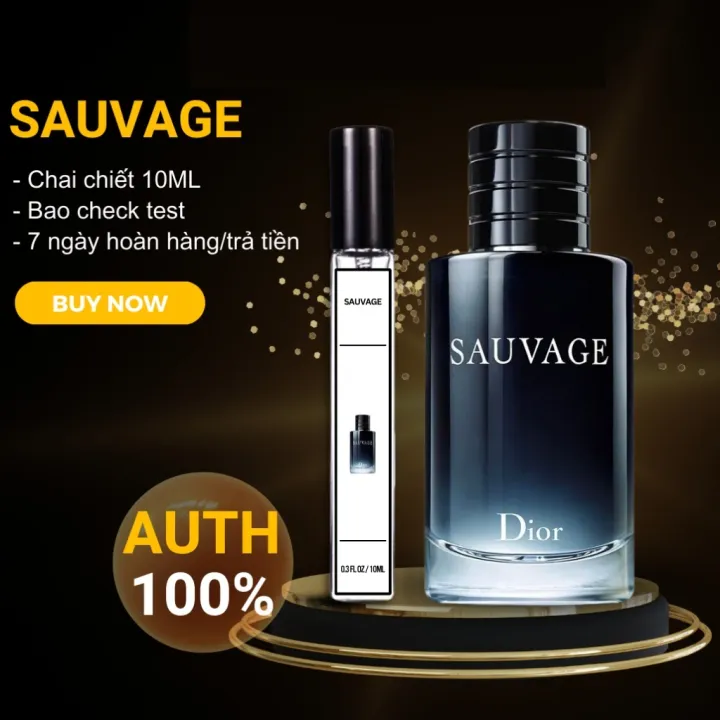 SAUVAGE
- Chai chiết 10ML
- Bao check test
- 7 ngày hoàn hàng/trả tiền
BUY NOW
SAUVAGE
SAUVAGE
0.3 FL OZ / 10ML
SAUVAGE
Dior
AUTH
100%